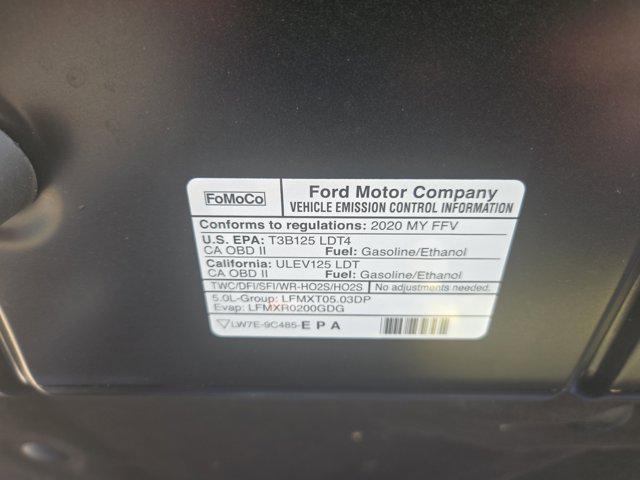 FoMoCo
Ford Motor Company
VEHICLE EMISSION CONTROL INFORMATION
Conforms to regulations: 2020 MY FFV
U.S. EPA: T3B125 LDT4
CA OBD II Fuel: Gasoline/Ethanol
California: ULEV125 LDT
CA OBD II Fuel: Gasoline/Ethanol
TWC/DFI/SFI/WR-HO2S/HO2S No adjustments needed.
5.0L-Group: LFMXT05.03DP
Evap: LFMXR0200GDG
LW7E-9C485-EPA